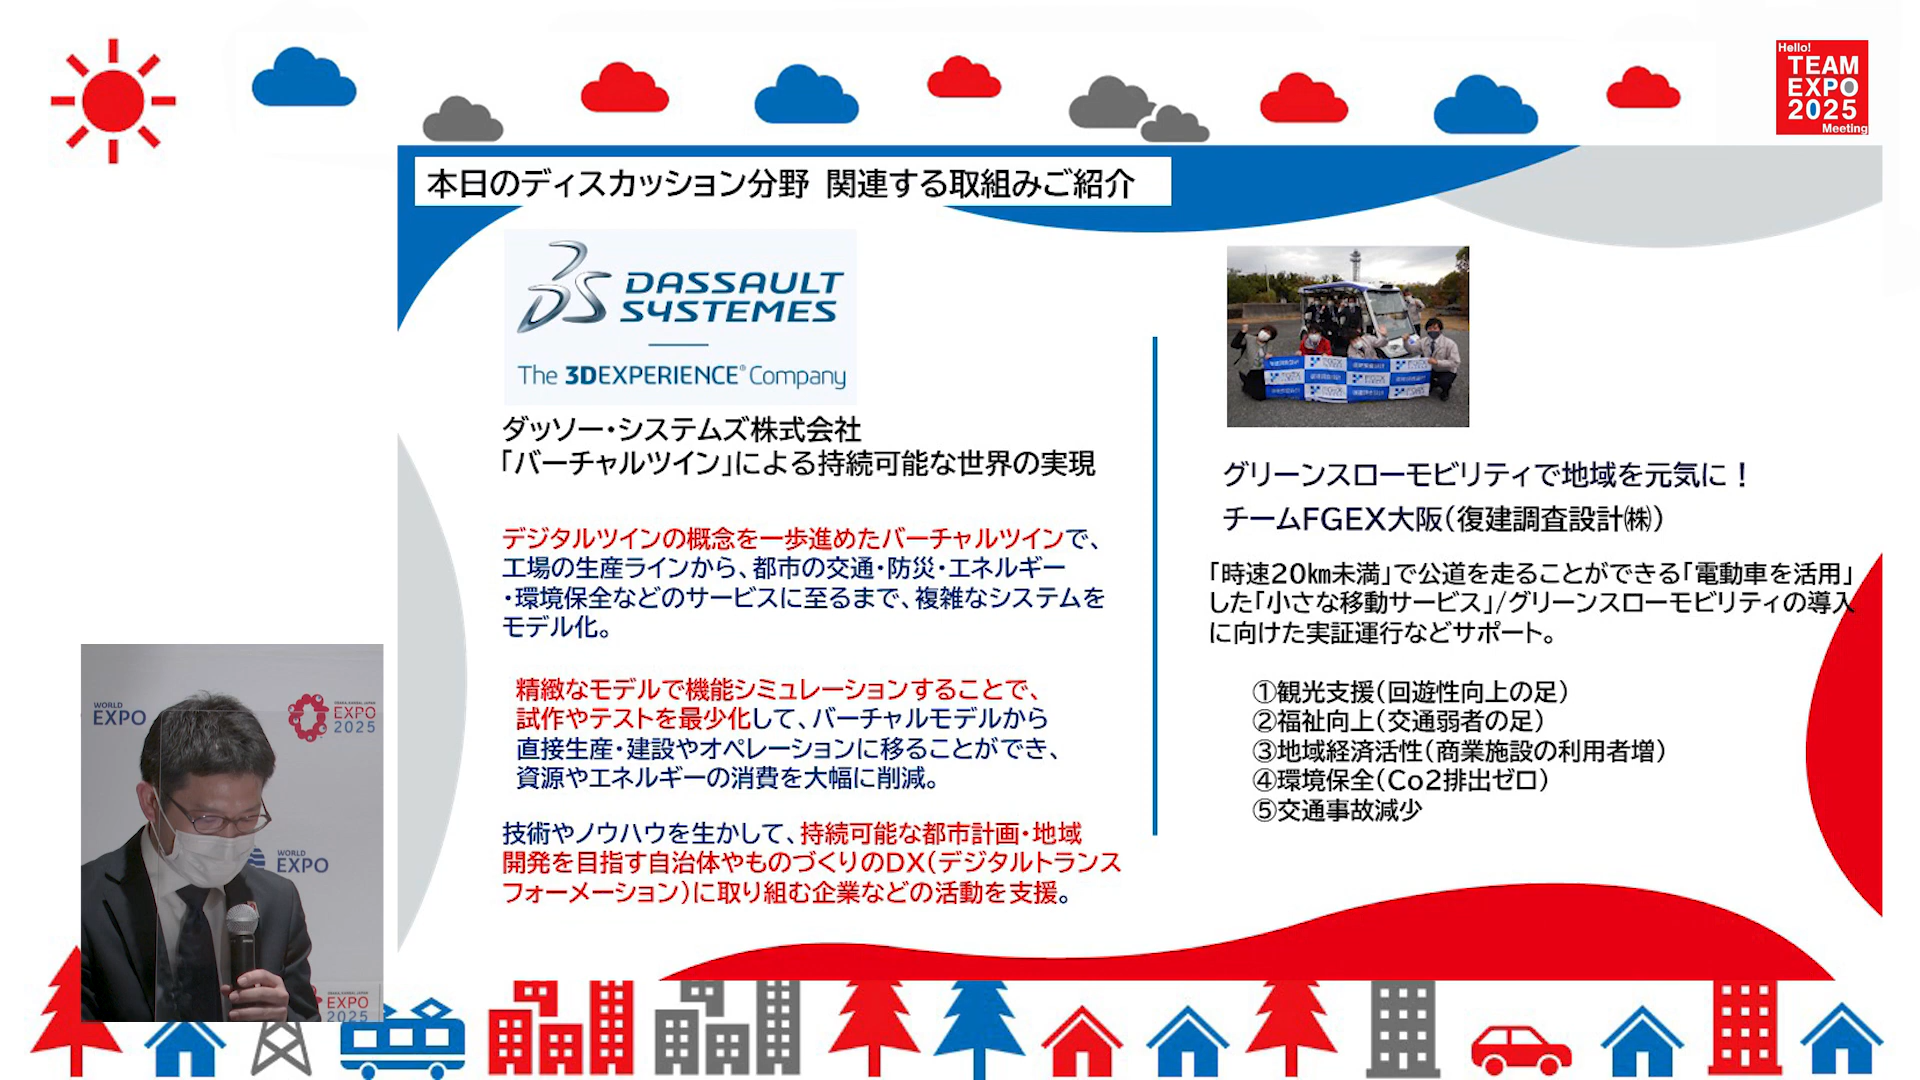 Hello!
TEAM
EXPO
2025
Meeting
本日のディスカッション分野 関連する取組みご紹介
DASSAULT
SYSTEMES
The 3DEXPERIENCE® Company
ダッソー・システムズ株式会社
「バーチャルツイン」による持続可能な世界の実現
デジタルツインの概念を一歩進めたバーチャルツインで、
工場の生産ラインから、都市の交通・防災・エネルギー
・環境保全などのサービスに至るまで、複雑なシステムを
モデル化。
精緻なモデルで機能シミュレーションすることで、
試作やテストを最少化して、バーチャルモデルから
直接生産・建設やオペレーションに移ることができ、
資源やエネルギーの消費を大幅に削減。
技術やノウハウを生かして、持続可能な都市計画・地域
開発を目指す自治体やものづくりのDX(デジタルトランス
フォーメーション)に取り組む企業などの活動を支援。
グリーンスローモビリティで地域を元気に！
チームFGEX大阪(復建調査設計㈱)
「時速20㎞未満」で公道を走ることができる「電動車を活用」
した「小さな移動サービス」/グリーンスローモビリティの導入
に向けた実証運行などサポート。
①観光支援(回遊性向上の足)
②福祉向上(交通弱者の足)
③地域経済活性(商業施設の利用者増)
④環境保全(Co2排出ゼロ)
⑤交通事故減少
WORLD
EXPO
OSAKA, KANSAI, JAPAN
EXPO
2025
WORLD
EXPO
OSAKA, KANSAI, JAPAN
EXPO
2025